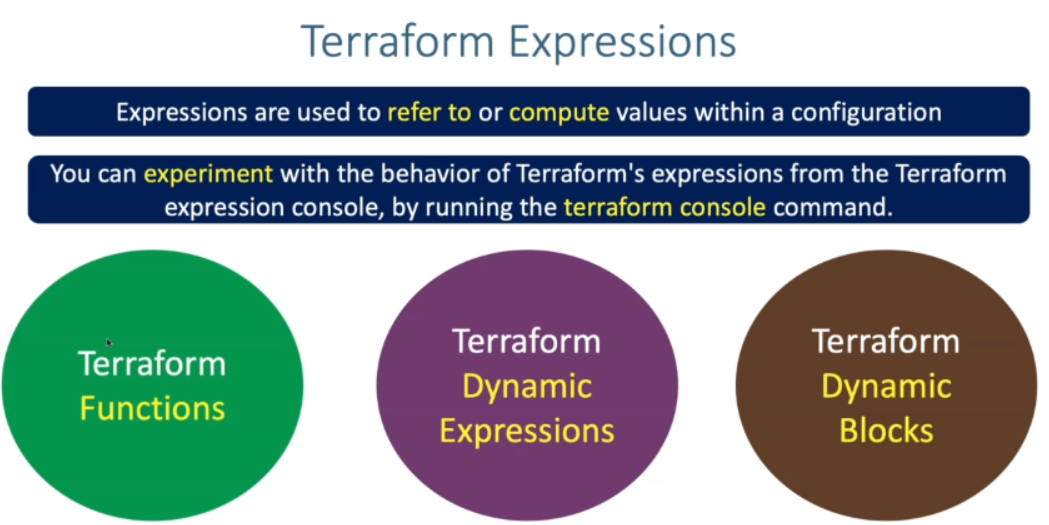 Terraform Expressions
Expressions are used to refer to or compute values within a configuration
You can experiment with the behavior of Terraform's expressions from the Terraform
expression console, by running the terraform console command.
Terraform
Functions
Terraform
Dynamic
Expressions
Terraform
Dynamic
Blocks